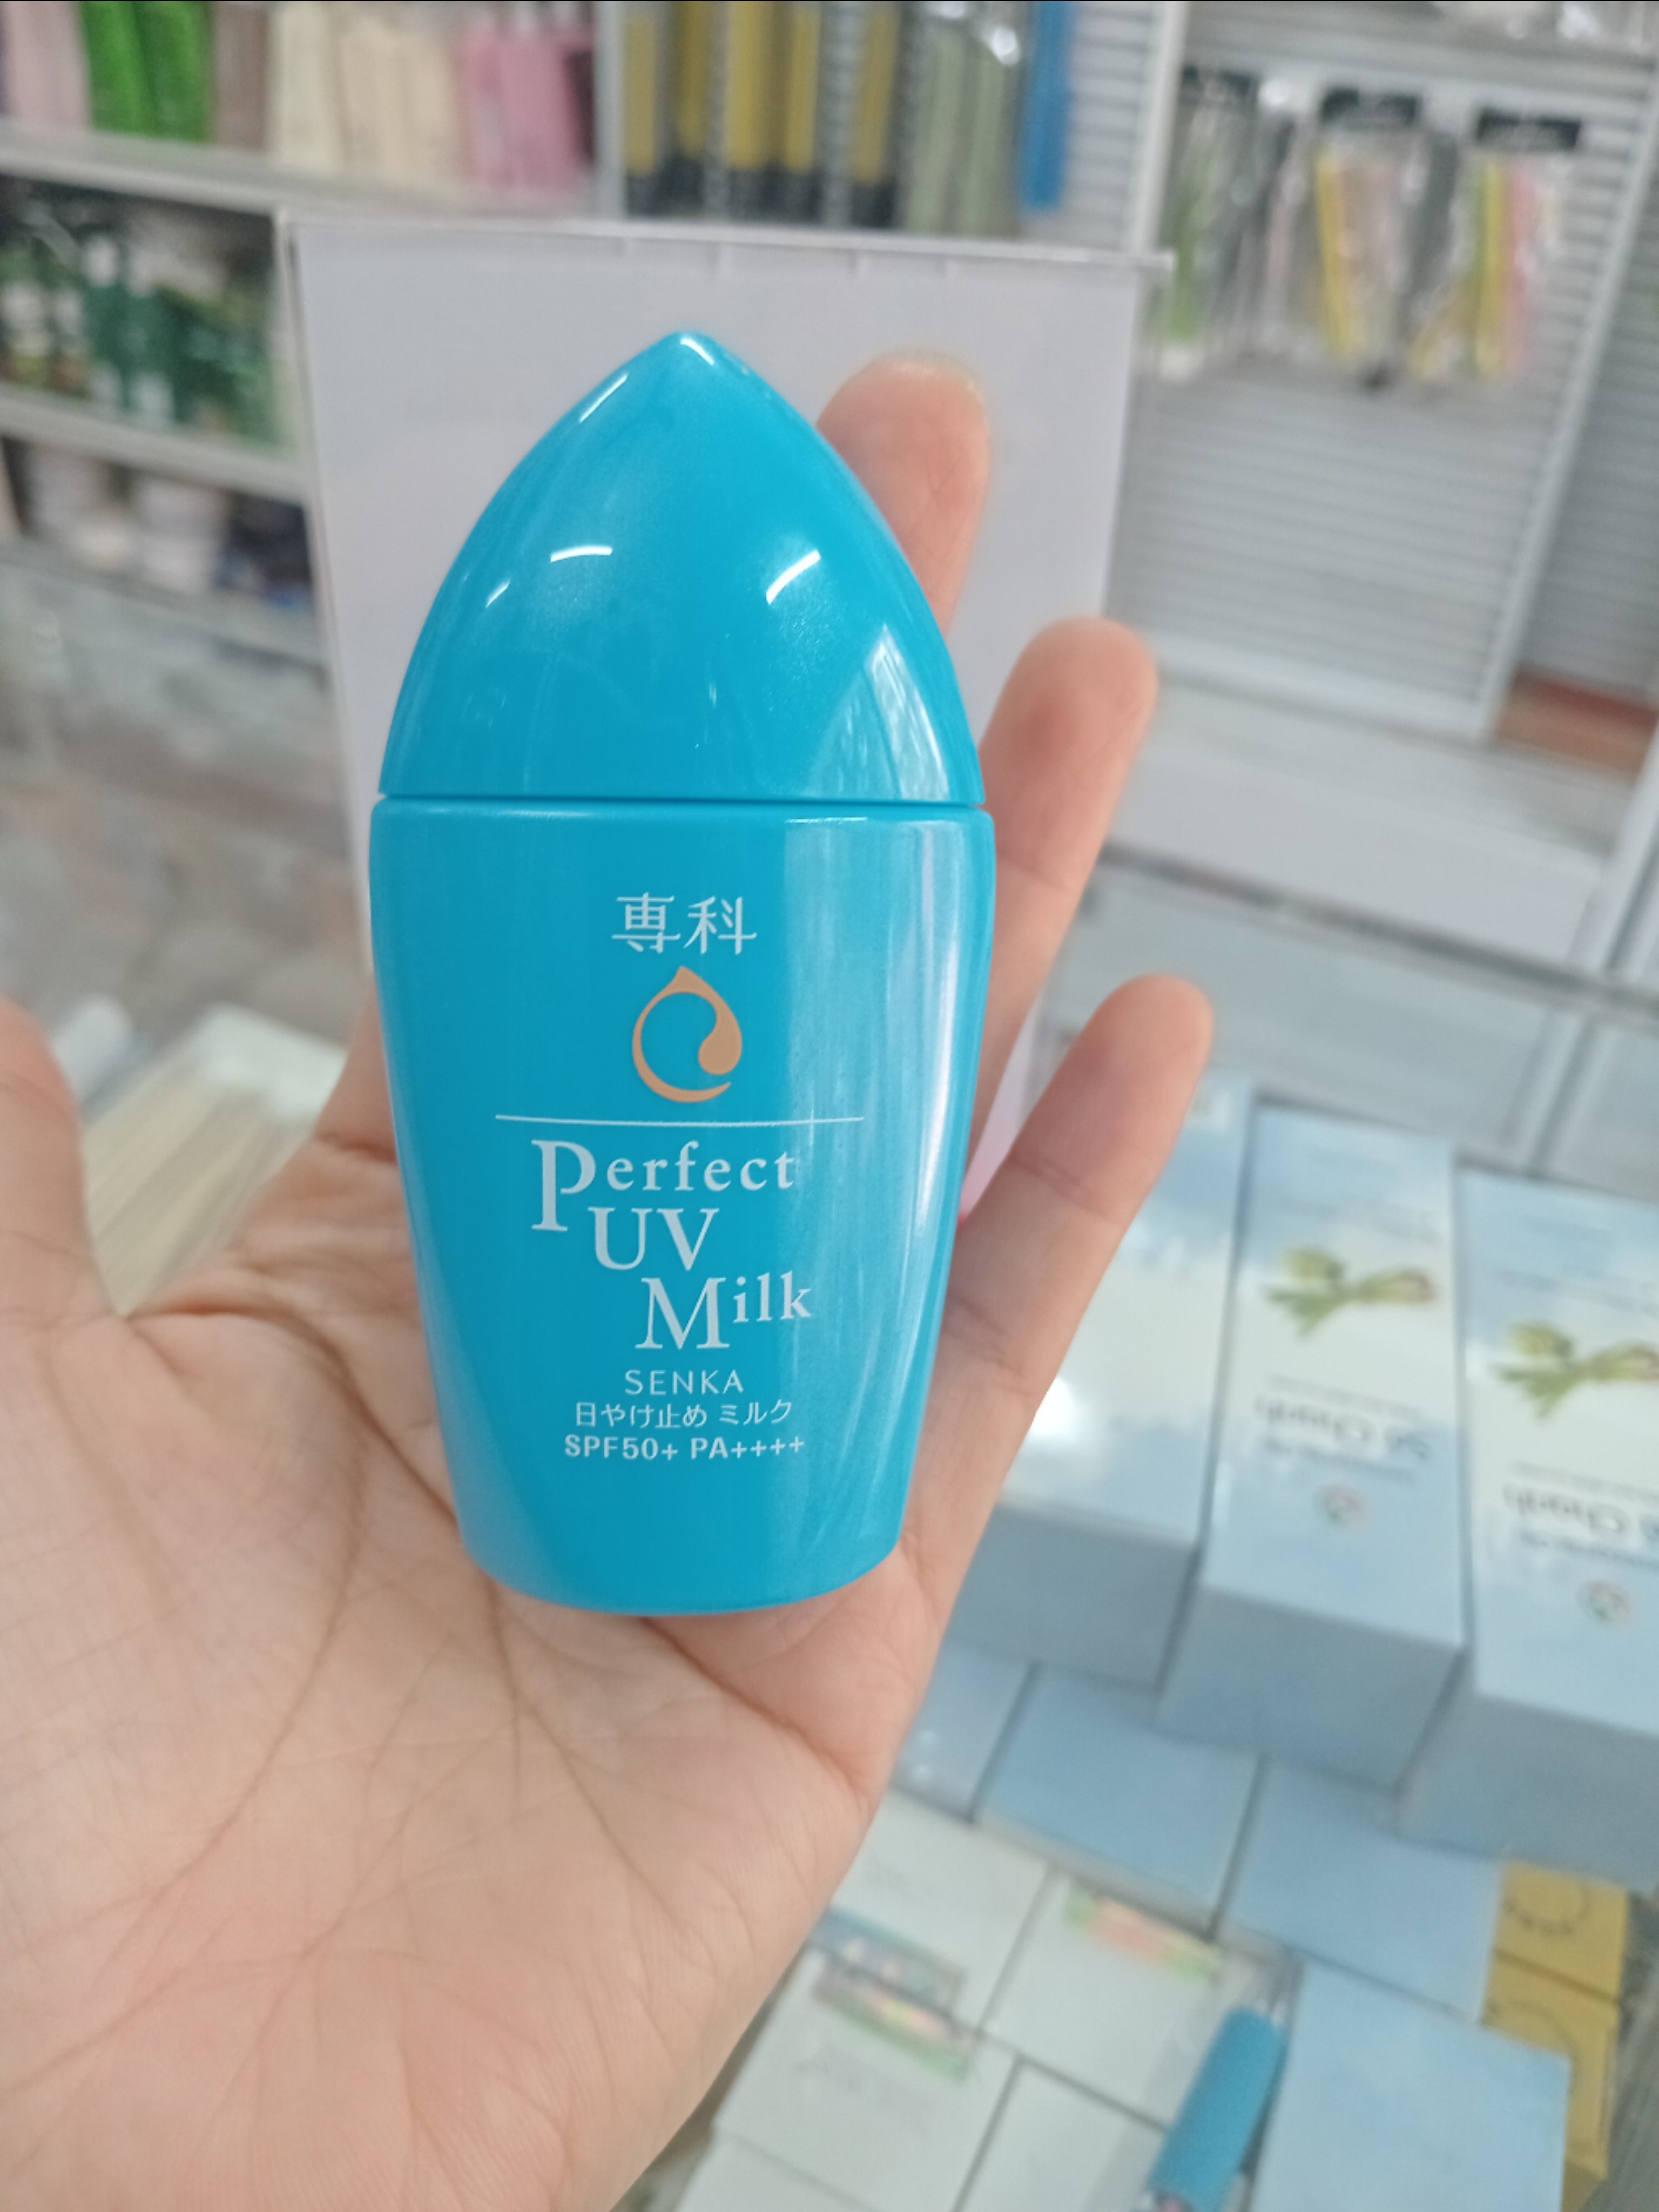 専科
Perfect
UV
Milk
SENKA
日やけ止め ミルク
SPF50+ PA++++